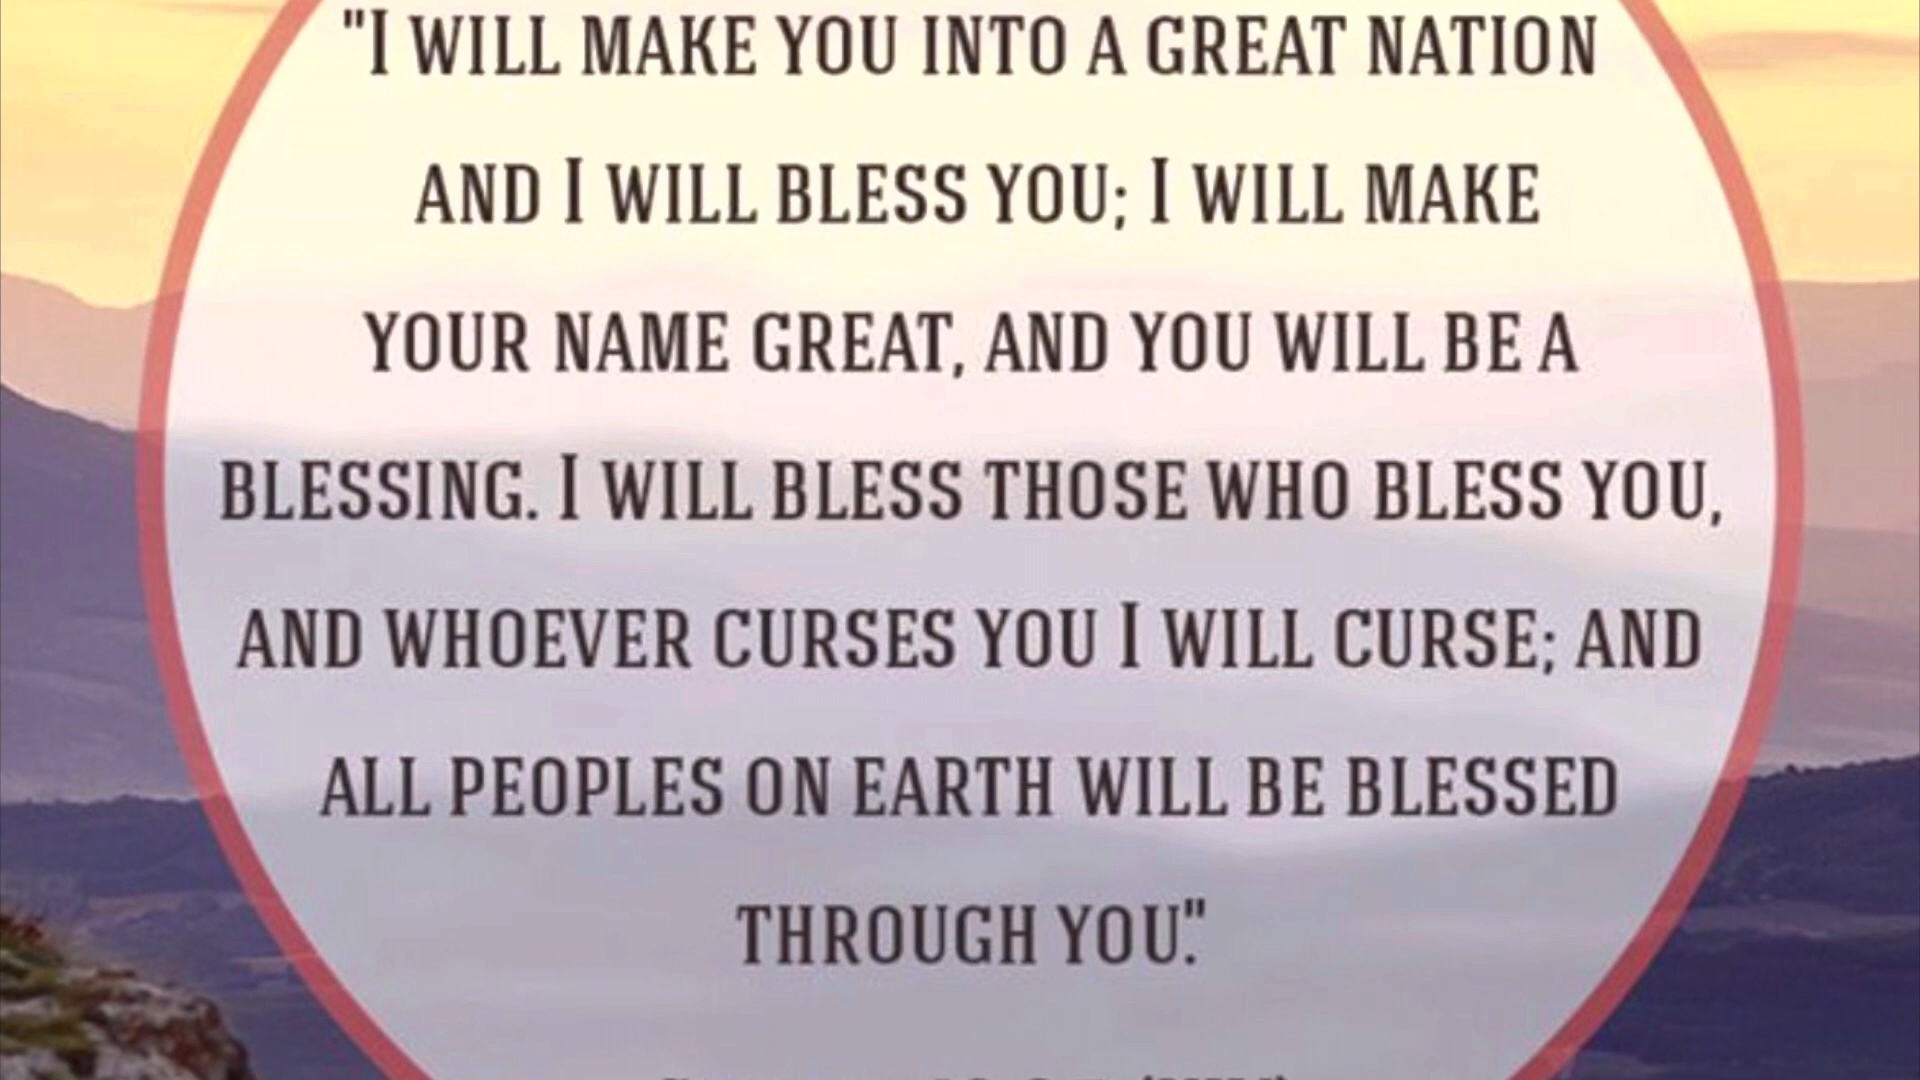 "I WILL MAKE YOU INTO A GREAT NATION
AND I WILL BLESS YOU; I WILL MAKE
YOUR NAME GREAT, AND YOU WILL BE A
BLESSING. I WILL BLESS THOSE WHO BLESS YOU,
AND WHOEVER CURSES YOU I WILL CURSE; AND
ALL PEOPLES ON EARTH WILL BE BLESSED
THROUGH YOU."